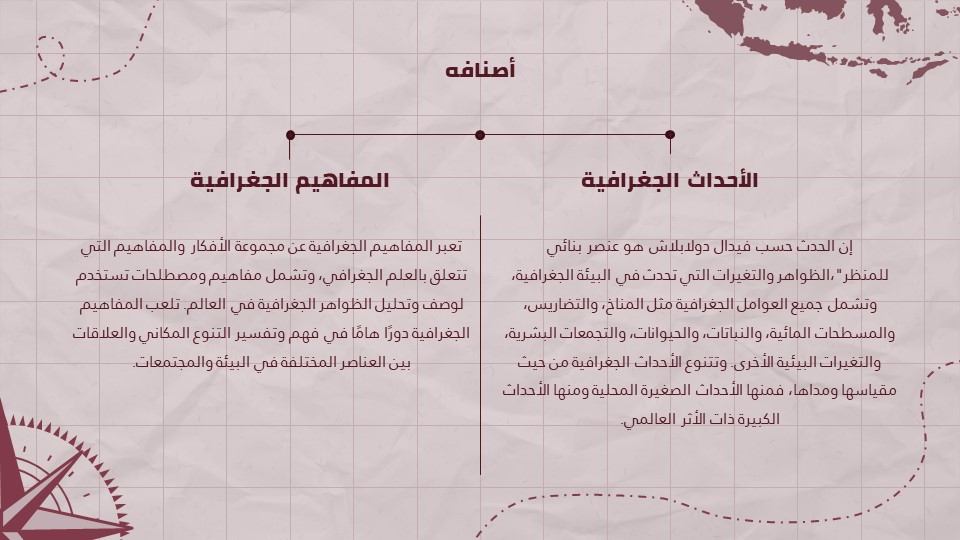 أصنافه
الأحداث الجغرافية
إن الحدث حسب فيدال دولابلاش هو عنصر بنائي
للمنظر"، الظواهر والتغيرات التي تحدث في البيئة الجغرافية،
وتشمل جميع العوامل الجغرافية مثل المناخ، والتضاريس،
والمسطحات المائية، والنباتات، والحيوانات، والتجمعات البشرية،
والتغيرات البيئية الأخرى. وتتنوع الأحداث الجغرافية من حيث
مقياسها ومداها، فمنها الأحداث الصغيرة المحلية ومنها الأحداث
الكبيرة ذات الأثر العالمي.
المفاهيم الجغرافية
تعبر المفاهيم الجغرافية عن مجموعة الأفكار والمفاهيم التي
تتعلق بالعلم الجغرافي، وتشمل مفاهيم ومصطلحات تستخدم
لوصف وتحليل الظواهر الجغرافية في العالم. تلعب المفاهيم
الجغرافية دورًا هامًا في فهم وتفسير التنوع المكاني والعلاقات
بين العناصر المختلفة في البيئة والمجتمعات.